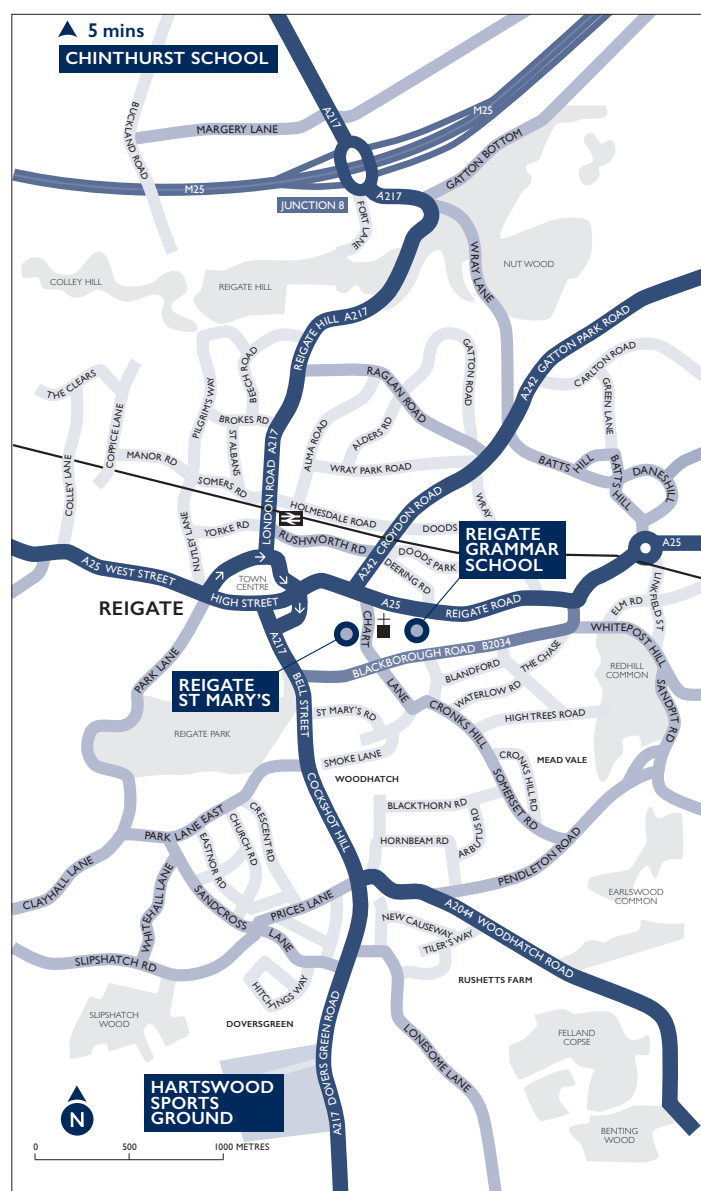 5 mins
CHINTHURST SCHOOL
A217
M25
BUCKLAND ROAD
MARGERY LANE
GATTON BOTTOM
M25
A217
JUNCTION 8
FORT LANE
WRAY LANE
NUT WOOD
COLLEY HILL
REIGATE HILL
REIGATE HILL A217
A242 GATTON PARK ROAD
GATTON ROAD
CARLTON ROAD
THE CLEARS
PILGRIM'S WAY
BEECH ROAD
RAGLAN ROAD
GREEN LANE
COPPICE LANE
BROKES RD
ST ALBANS
ALMA ROAD
ALDERS RD
MANOR RD
WRAY PARK ROAD
BATTS HILL
BATTS HILL
DANESHILL
COLLEY LANE
SOMERS RD
LONDON ROAD A217
HOLMESDALE ROAD
WRAY
DOODS
YORKE RD
RUSHWORTH RD
A242 CROYDON ROAD
NUTLEY LANE
DOODS PARK
DEERING RD
REIGATE
GRAMMAR
SCHOOL
A25
A25 WEST STREET
TOWN
CENTRE
HIGH STREET
REIGATE
A25
REIGATE ROAD
ELM RD
LINKFIELD ST
WHITEPOST HILL
CHART
LANE
A217
BELL STREET
BLACKBOROUGH ROAD B2034
REIGATE
ST MARY'S
PARK LANE
BLANDFORD
THE CHASE
REDHILL
COMMON
SANDPIT RD
WATERLOW RD
HIGH TREES ROAD
CRONKS HILL
ST MARY'S RD
REIGATE PARK
SMOKE LANE
WOODHATCH
CRONKS HILL RD
MEAD VALE
SOMERSET RD
COCKSHOT HILL
BLACKTHORN RD
ARBUTUS RD
HORNBEAM RD
PARK LANE EAST
CRESCENT RD
CHURCH RD
EASTNOR RD
PENDLETON ROAD
CLAYHALL LANE
WHITEHALL LANE
SANDCROSS
LANE
PRICES LANE
EARLSWOOD
COMMON
A2044 WOODHATCH ROAD
NEW CAUSEWAY
TILER'S WAY
SLIPSHATCH RD
HITCHINGS WAY
RUSHETTS FARM
SLIPSHATCH
WOOD
DOVERSGREEN
A217 DOVERS GREEN ROAD
LONESOME LANE
FELLAND
COPSE
HARTSWOOD
SPORTS
GROUND
N
BENTING
WOOD
0 500 1000 METRES